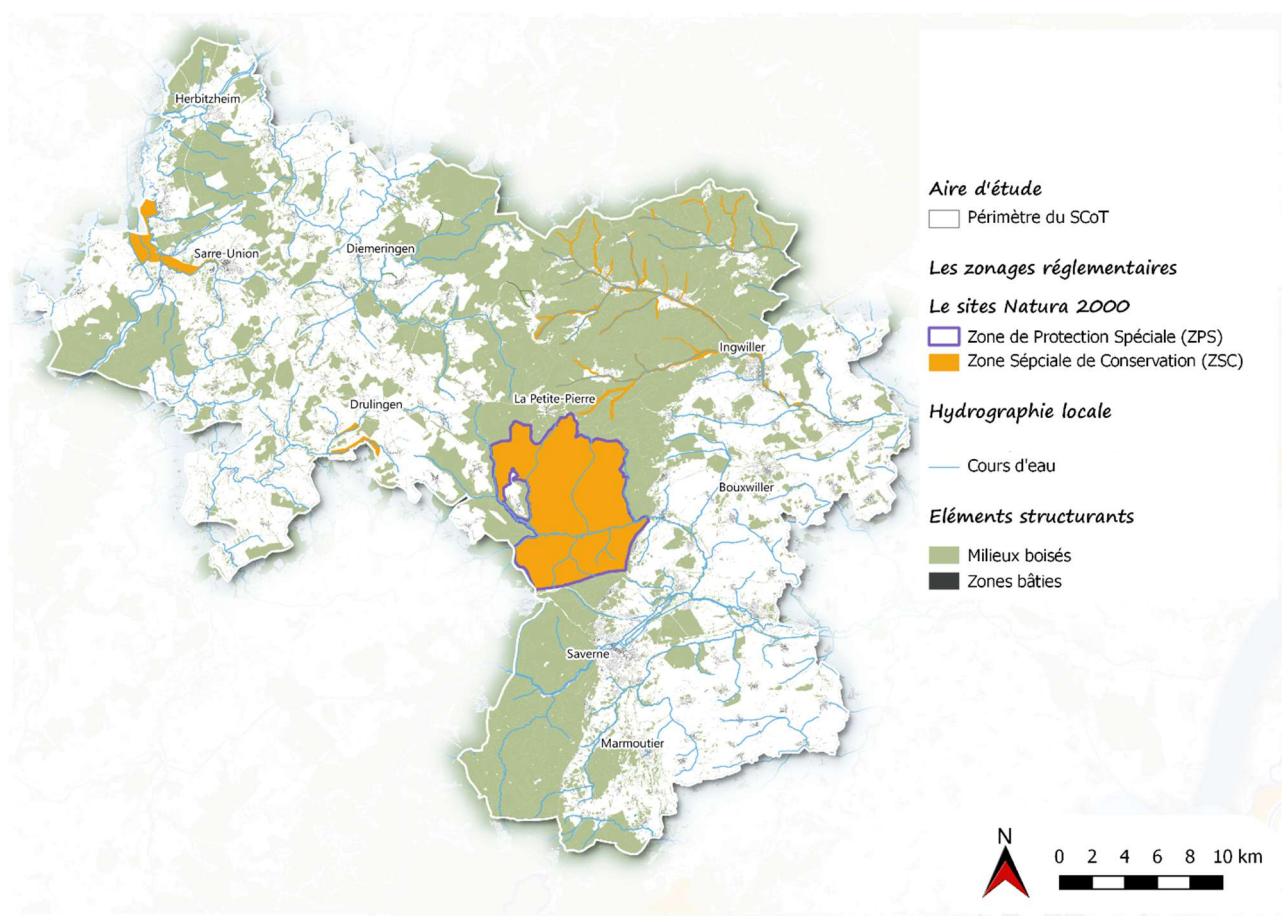 Herbitzheim
Sarre-Union
Diemeringen
Ingwiller
La Petite-Pierre
Drulingen
Bouxwiller
Saverne
Marmoutier
Aire d'étude
Périmètre du SCoT
Les zonages réglementaires
Le sites Natura 2000
Zone de Protection Spéciale (ZPS)
Zone Sépciale de Conservation (ZSC)
Hydrographie locale
Cours d'eau
Eléments structurants
Milieux boisés
Zones bâties
N
0 2 4 6 8 10 km